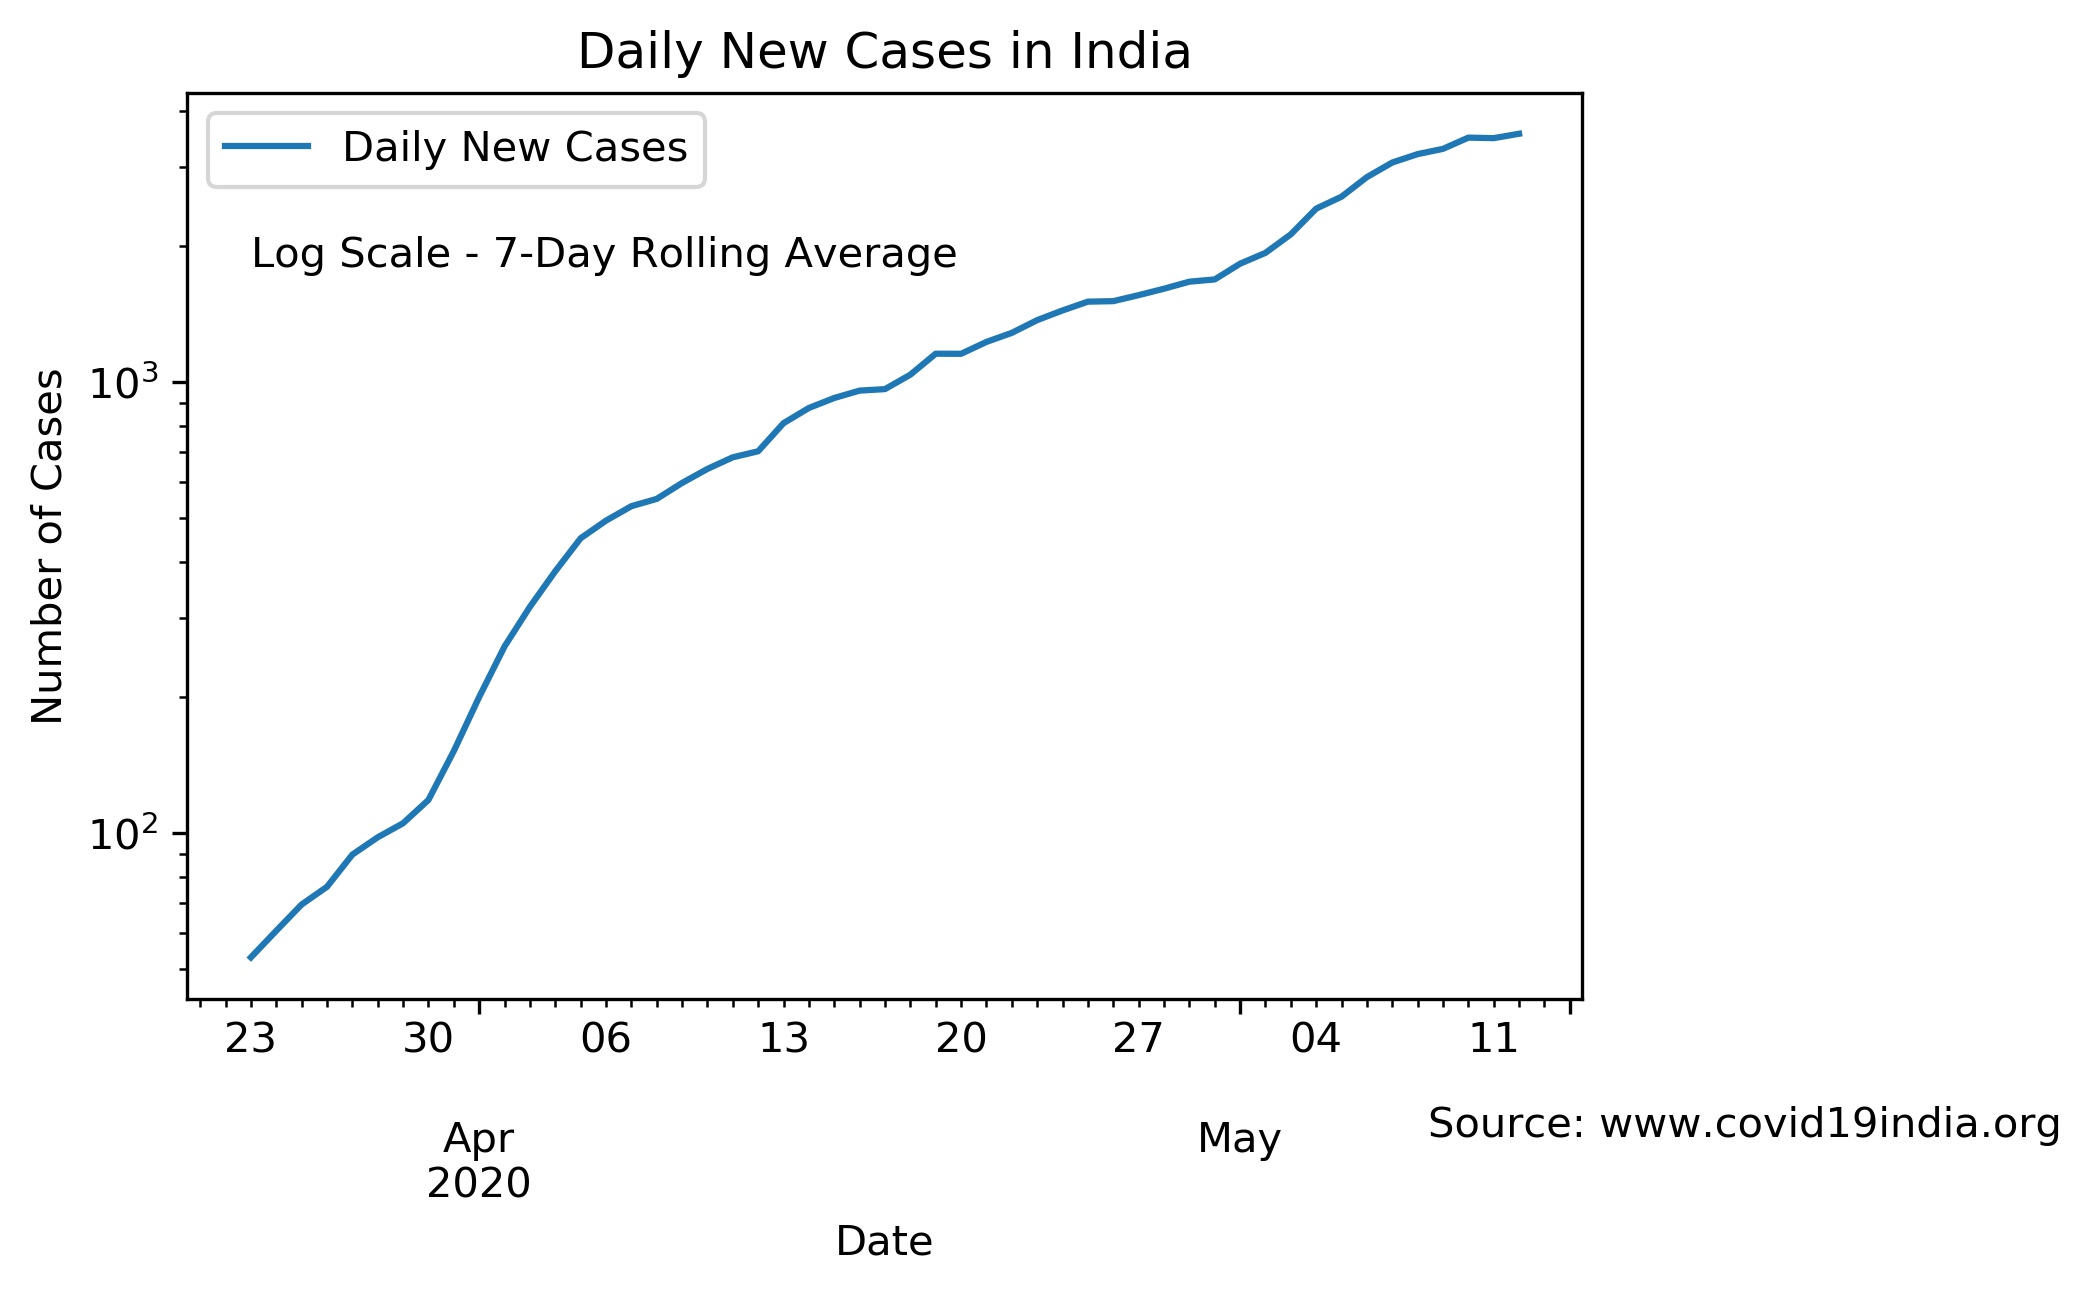 Daily New Cases in India
Daily New Cases
Log Scale - 7-Day Rolling Average
Number of Cases
10³
10²
23 30 06 13 20 27 04 11
Apr May
2020
Source: www.covid19india.org
Date